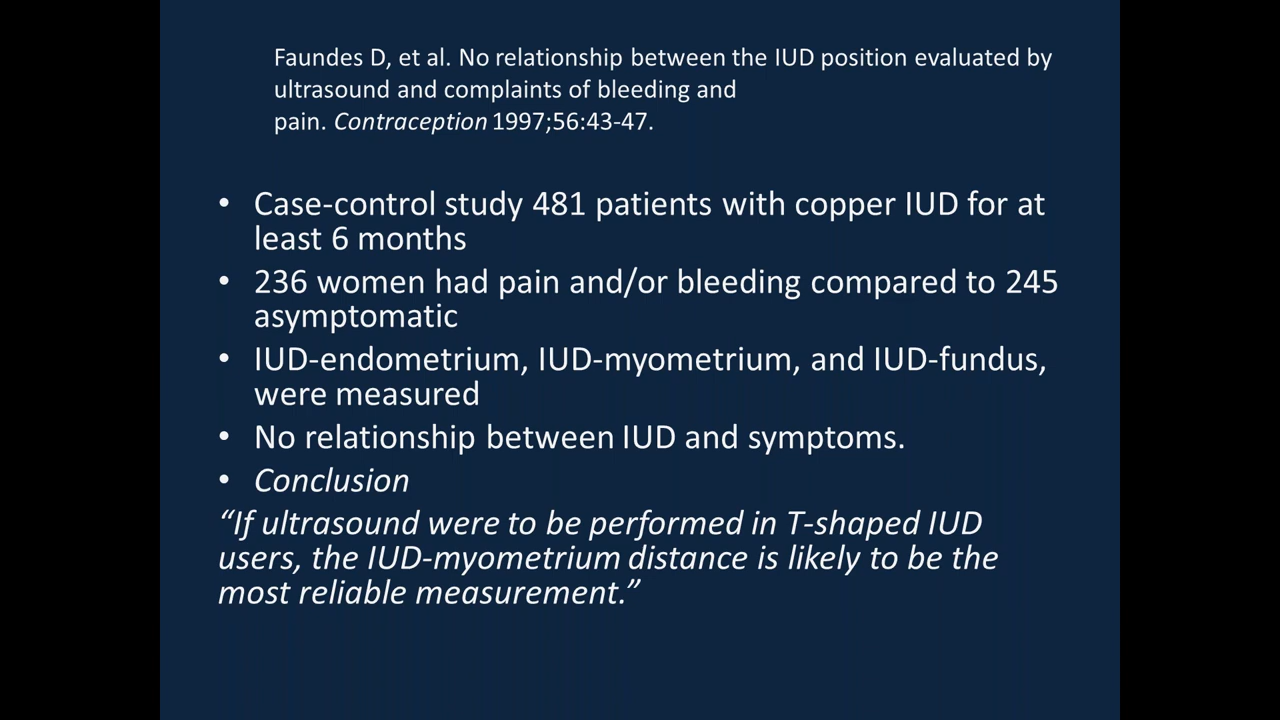 Faundes D, et al. No relationship between the IUD position evaluated by
ultrasound and complaints of bleeding and
pain. Contraception 1997;56:43-47.
• Case-control study 481 patients with copper IUD for at
least 6 months
• 236 women had pain and/or bleeding compared to 245
asymptomatic
• IUD-endometrium, IUD-myometrium, and IUD-fundus,
were measured
• No relationship between IUD and symptoms.
• Conclusion
“If ultrasound were to be performed in T-shaped IUD
users, the IUD-myometrium distance is likely to be the
most reliable measurement.”